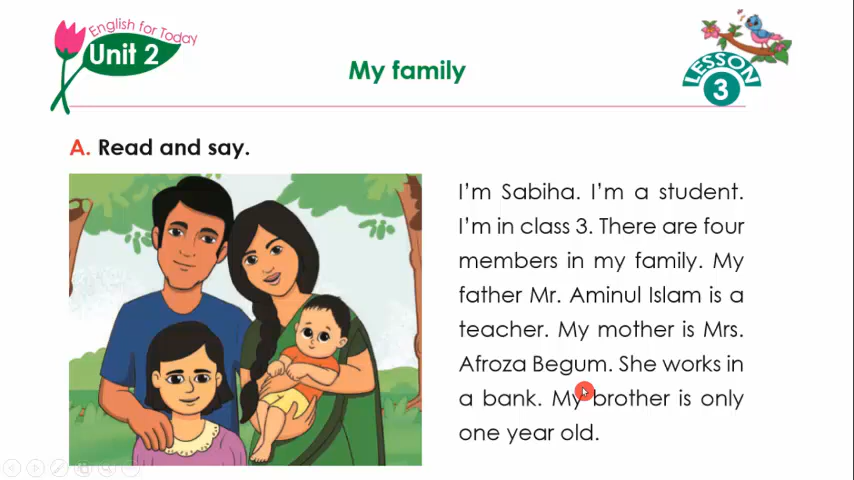 English for Today
Unit 2
My family
LESSON
3
A. Read and say.
I'm Sabiha. I'm a student.
I'm in class 3. There are four
members in my family. My
father Mr. Aminul Islam is a
teacher. My mother is Mrs.
Afroza Begum. She works in
a bank. My brother is only
one year old.